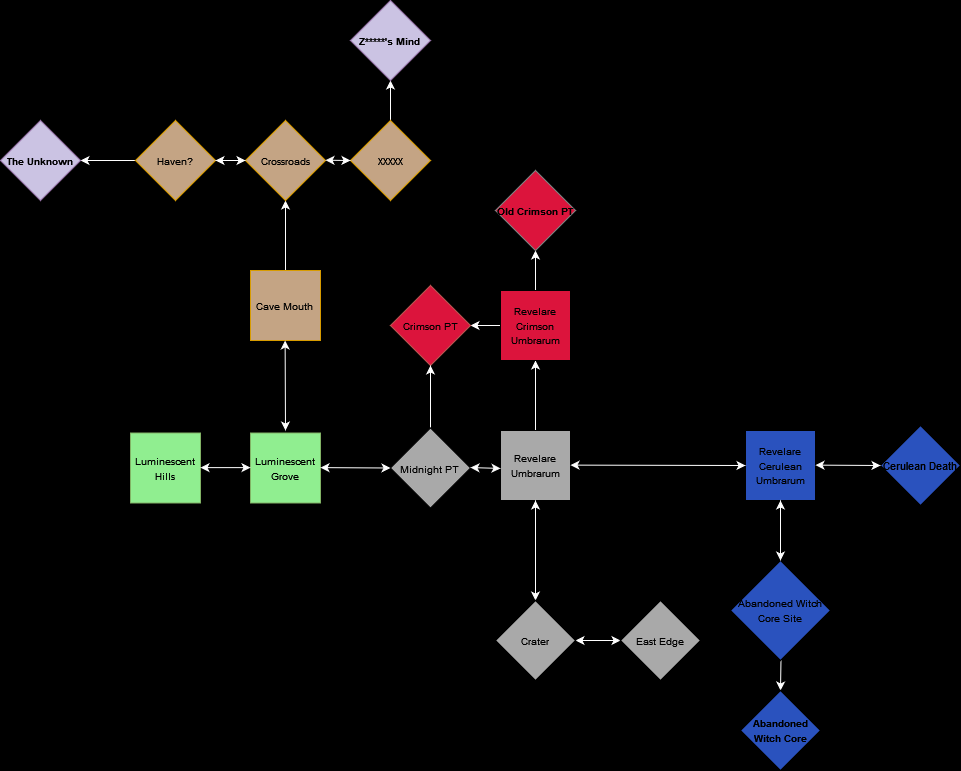 Z*****'s Mind
The Unknown
Haven?
Crossroads
XXXXX
Old Crimson PT
Cave Mouth
Crimson PT
Revelare
Crimson
Umbrarum
Luminescent
Hills
Luminescent
Grove
Midnight PT
Revelare
Umbrarum
Revelare
Cerulean
Umbrarum
Cerulean Death
Abandoned Witch
Core Site
Crater
East Edge
Abandoned
Witch Core